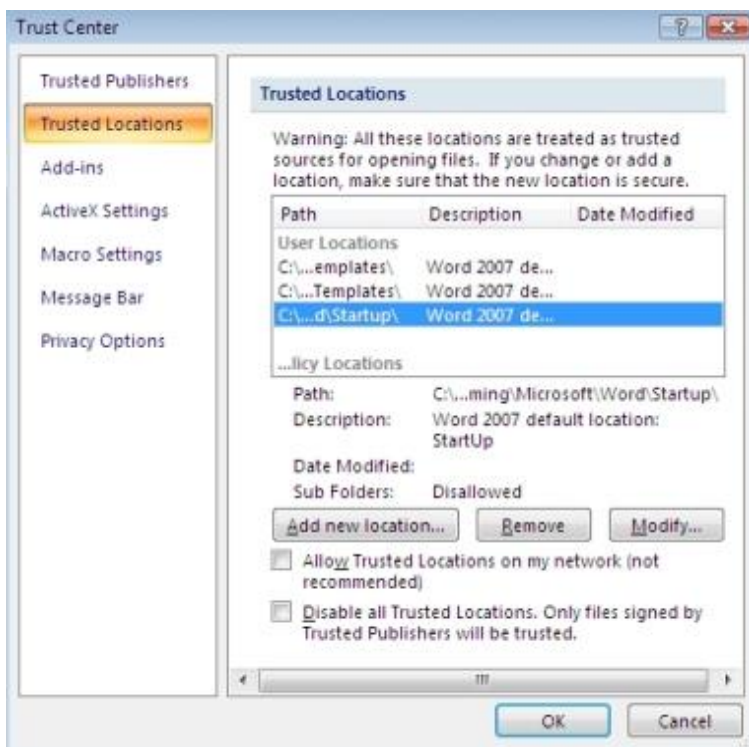 Trust Center
Trusted Publishers
Trusted Locations
Add-ins
ActiveX Settings
Macro Settings
Message Bar
Privacy Options
Trusted Locations
Warning: All these locations are treated as trusted
sources for opening files. If you change or add a
location, make sure that the new location is secure.
Path Description Date Modified
User Locations
C:\...emplates\ Word 2007 de...
C:\...Templates\ Word 2007 de...
C:\...d\Startup\ Word 2007 de...
...licy Locations
Path: C:\...ming\Microsoft\Word\Startup\
Description: Word 2007 default location:
StartUp
Date Modified:
Sub Folders: Disallowed
Add new location... Remove Modify...
Allow Trusted Locations on my network (not
recommended)
Disable all Trusted Locations. Only files signed by
Trusted Publishers will be trusted.
OK Cancel